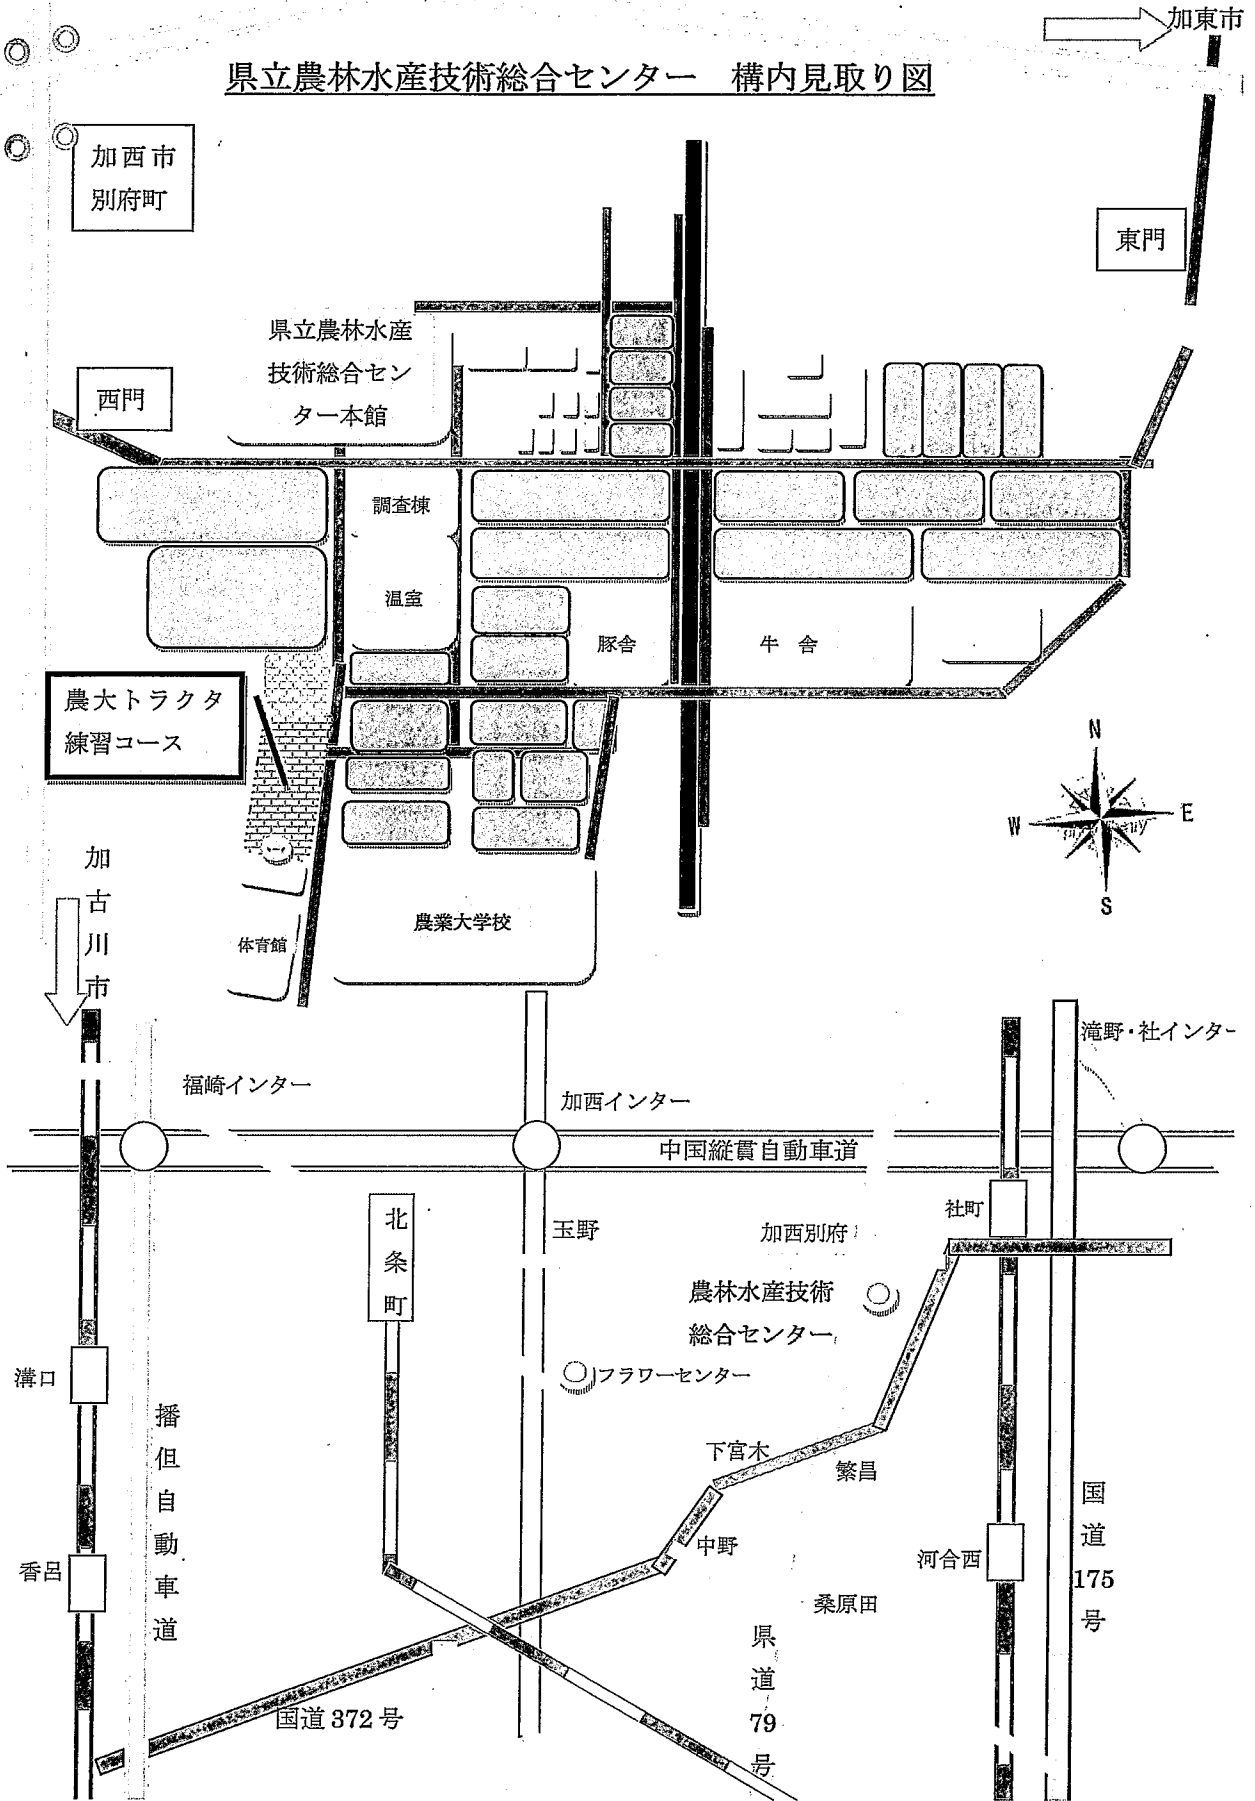 加東市
県立農林水産技術総合センター　構内見取り図
加西市
別府町
東門
県立農林水産
技術総合セン
ター本館
西門
調査棟
温室
豚舎
牛　舎
農大トラクタ
練習コース
N
W
E
S
加古川市
農業大学校
体育館
滝野・社インター
福崎インター
加西インター
中国縦貫自動車道
北条町
玉野
加西別府
社町
農林水産技術
総合センター
溝口
フラワーセンター
播但自動車道
下宮木
繁昌
国道175号
香呂
中野
河合西
桑原田
県道79号
国道372号